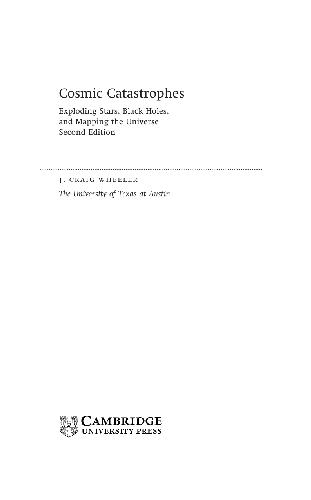 Cosmic Catastrophes
Exploding Stars, Black Holes,
and Mapping the Universe
Second Edition
J. CRAIG WHEELER
The University of Texas at Austin
CAMBRIDGE
UNIVERSITY PRESS